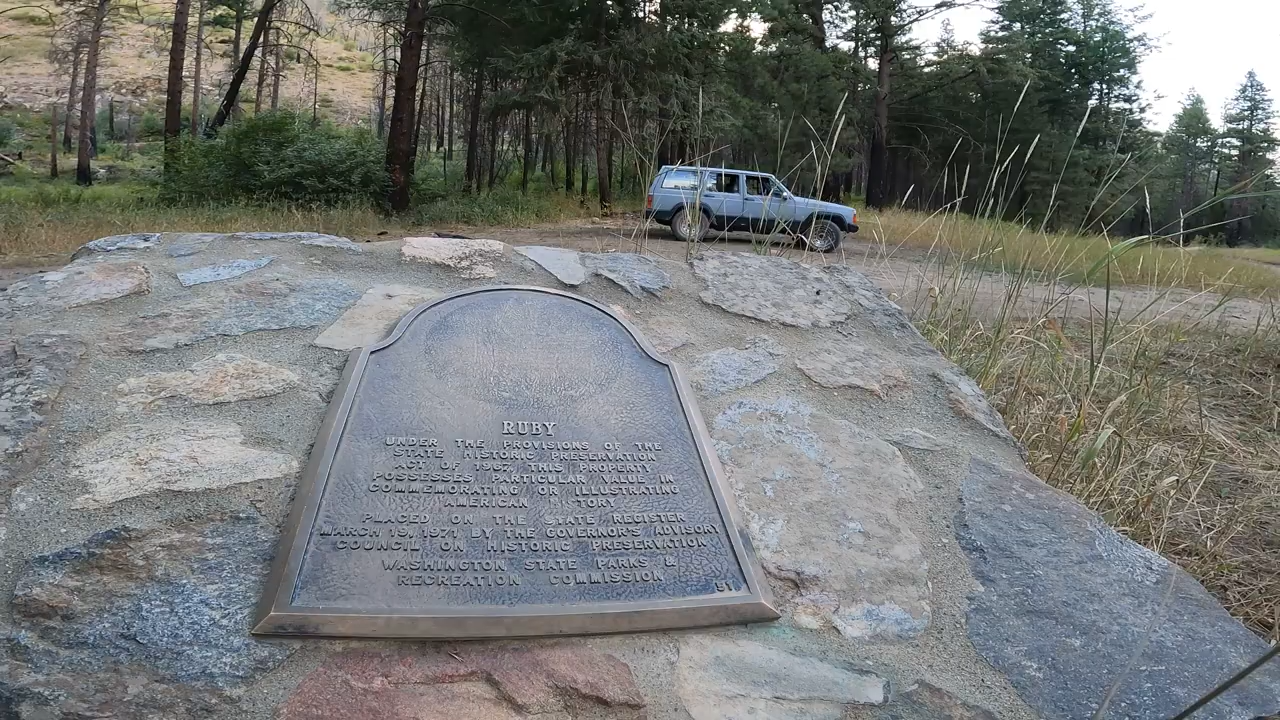 RUBY
UNDER THE PROVISIONS OF THE
STATE HISTORIC PRESERVATION
ACT OF 1967, THIS PROPERTY
POSSESSES PARTICULAR VALUE IN
COMMEMORATING OR ILLUSTRATING
AMERICAN HISTORY
PLACED ON THE STATE REGISTER
MARCH 19, 1971 BY THE GOVERNOR'S ADVISORY
COUNCIL ON HISTORIC PRESERVATION
WASHINGTON STATE PARKS &
RECREATION COMMISSION
51